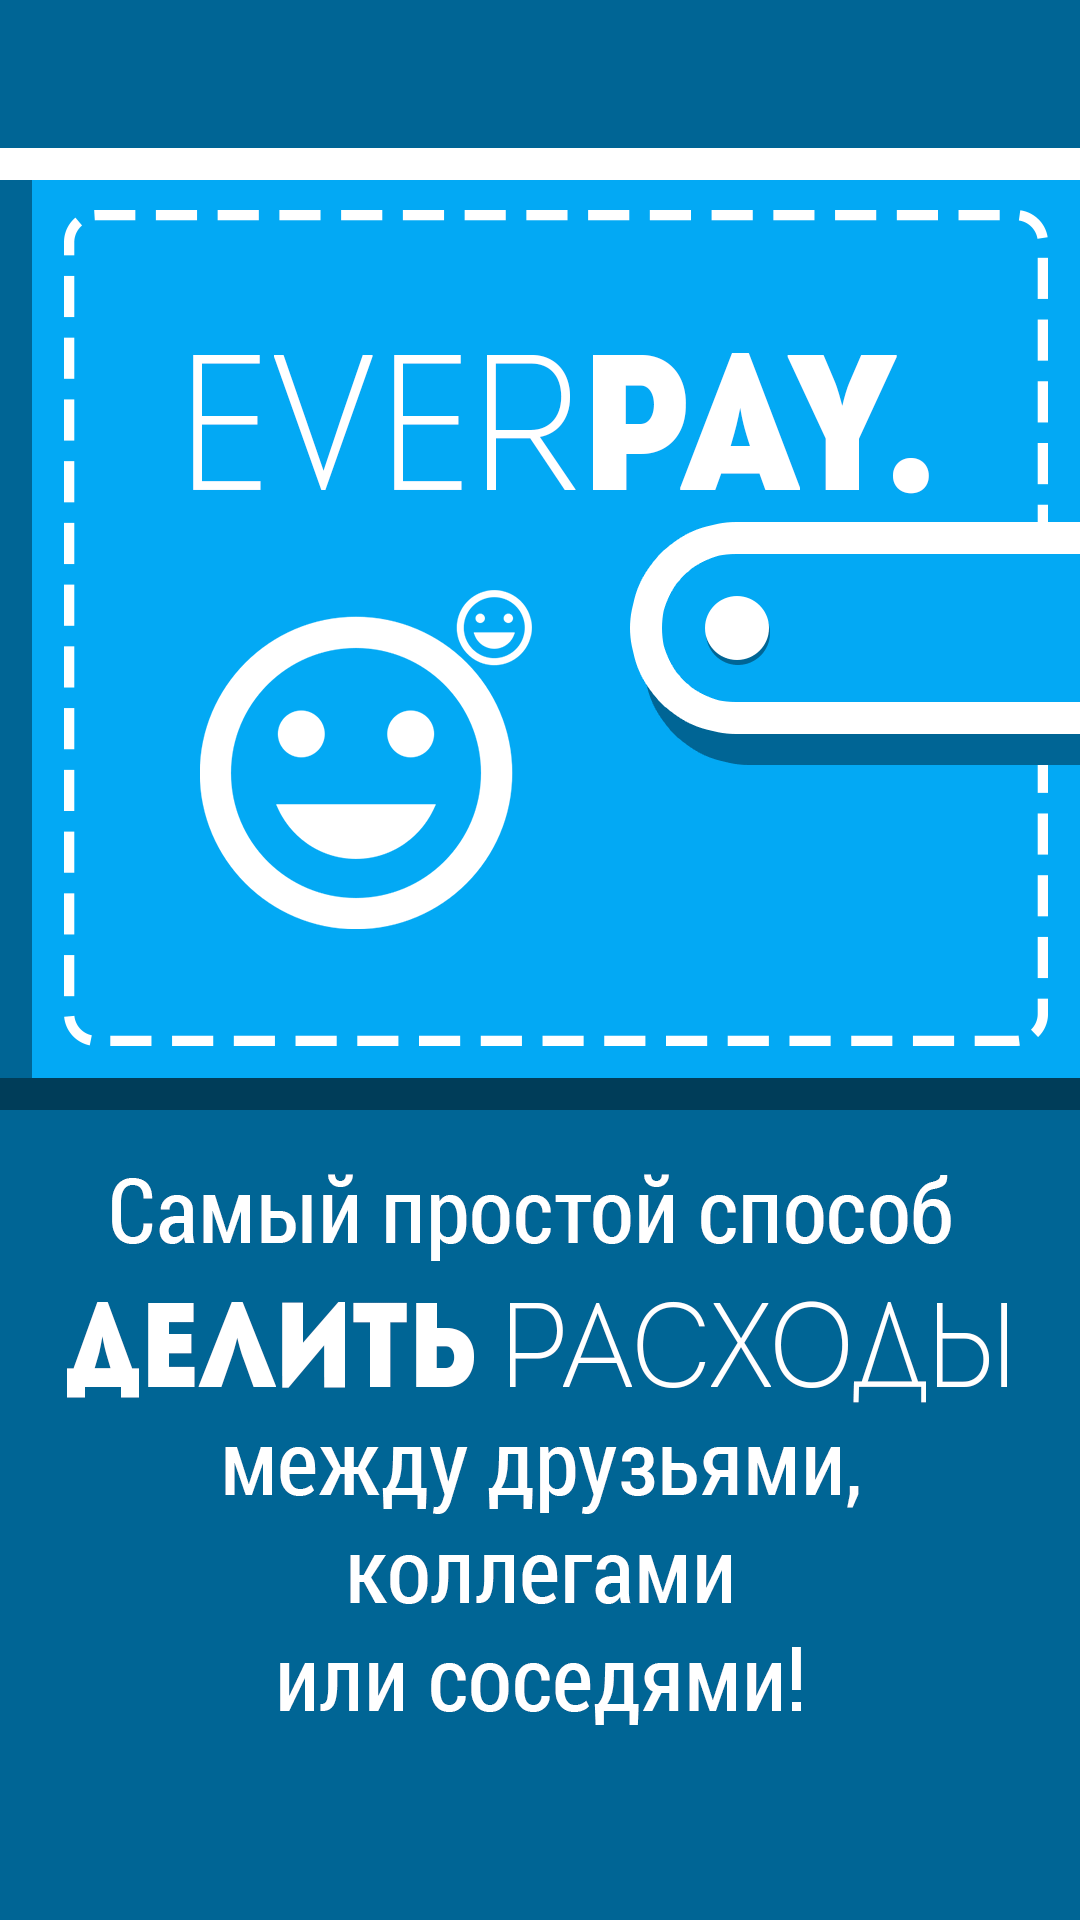 EVERPAY.
Самый простой способ
ДЕЛИТЬ РАСХОДЫ
между друзьями,
коллегами
или соседями!